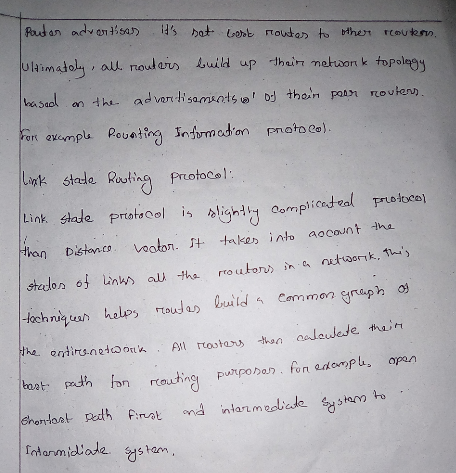 Router advertises it's best best routes to other routers.
Ultimately, all routers build up their network topology
based on the advertisements of their peer routers.
For example Rounting Information protocol.
Link state Routing protocol:
Link state protocol is slightly complicated protocol
than Distance vector. It takes into account the
states of links all the routers in a network. This
techniques helps routes build a common graph of
the entire network. All routers then calculate their
best path for routing purposes. for example, open
shortest path First and intermediate system to
Intermidiate system.